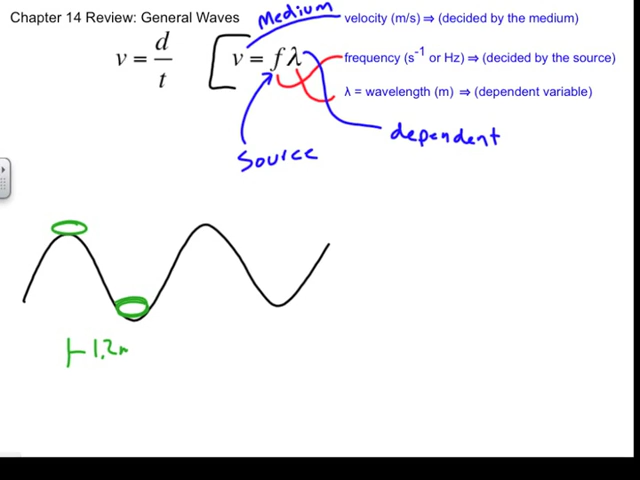 Chapter 14 Review: General Waves
Medium
velocity (m/s) ⇒ (decided by the medium)
v = d/t
v = fλ
frequency (s⁻¹ or Hz) ⇒ (decided by the source)
λ = wavelength (m) ⇒ (dependent variable)
dependent
Source
1.2m